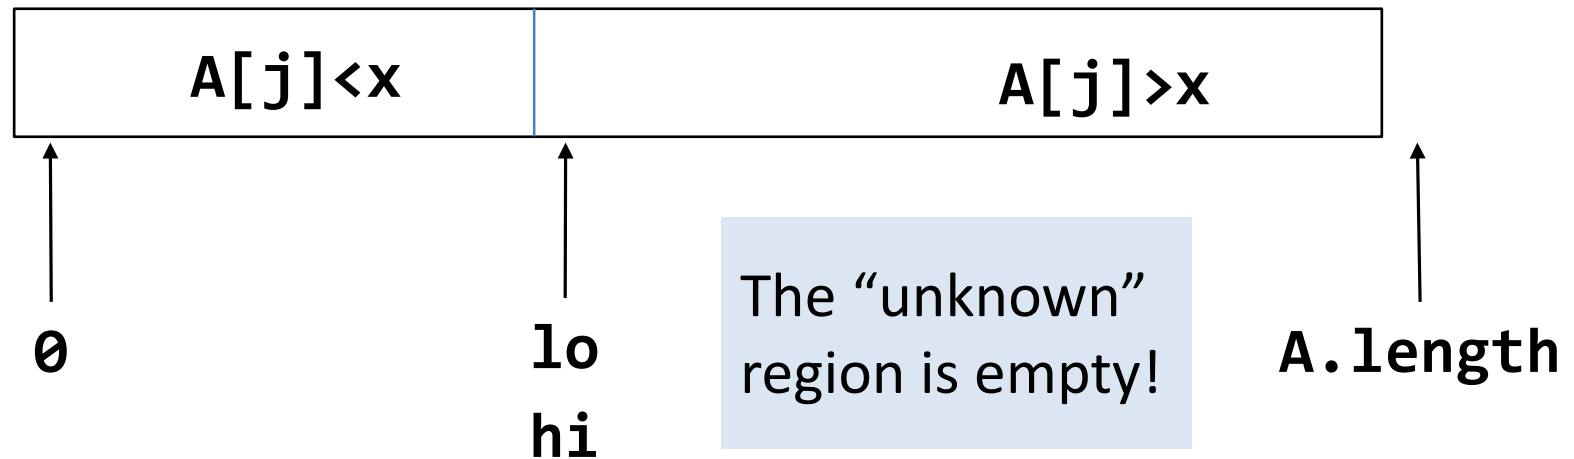 A[j]<x
A[j]>x
0
lo
hi
The “unknown”
region is empty!
A.length